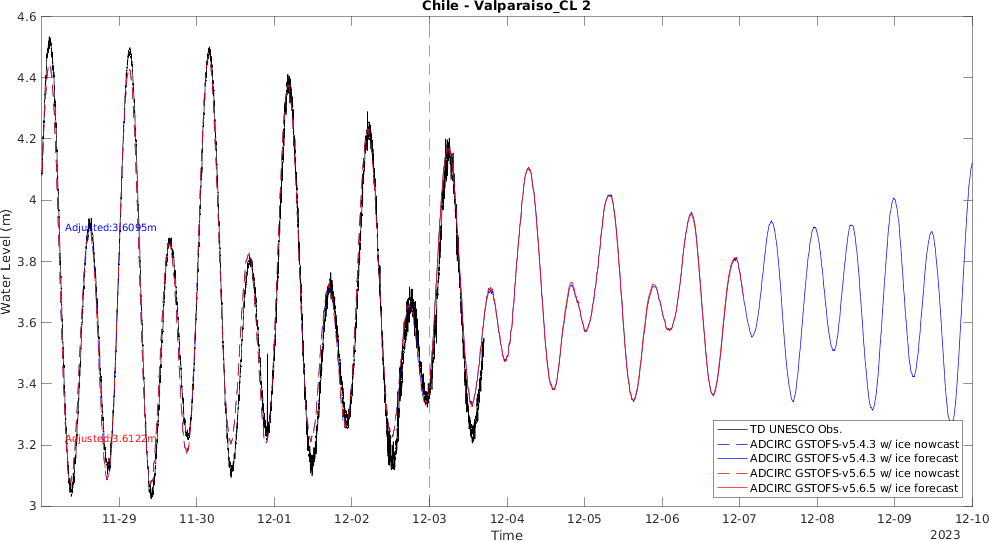 Chile - Valparaiso_CL 2
4.6
4.4
4.2
4
3.8
3.6
3.4
3.2
3
Water Level (m)
Adjusted:3.6095m
Adjusted:3.6122m
TD UNESCO Obs.
ADCIRC GSTOFS-v5.4.3 w/ ice nowcast
ADCIRC GSTOFS-v5.4.3 w/ ice forecast
ADCIRC GSTOFS-v5.6.5 w/ ice nowcast
ADCIRC GSTOFS-v5.6.5 w/ ice forecast
11-29 11-30 12-01 12-02 12-03 12-04 12-05 12-06 12-07 12-08 12-09 12-10
Time
2023